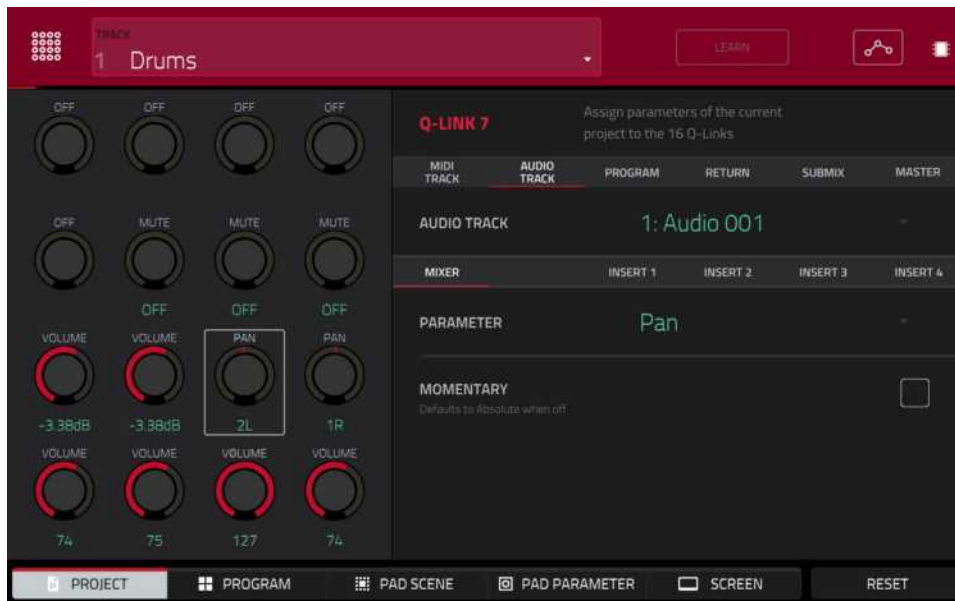 TRACK
1 Drums
LEARN
OFF OFF OFF OFF
Q-LINK 7
Assign parameters of the current
project to the 16 Q-Links
MIDI TRACK AUDIO TRACK PROGRAM RETURN SUBMIX MASTER
OFF MUTE MUTE MUTE
AUDIO TRACK 1: Audio 001
MIXER INSERT 1 INSERT 2 INSERT 3 INSERT 4
OFF OFF OFF
VOLUME VOLUME PAN PAN
PARAMETER Pan
-3.38dB -3.38dB 2L 1R
MOMENTARY
Defaults to Absolute when off
VOLUME VOLUME VOLUME VOLUME
74 75 127 74
PROJECT PROGRAM PAD SCENE PAD PARAMETER SCREEN RESET